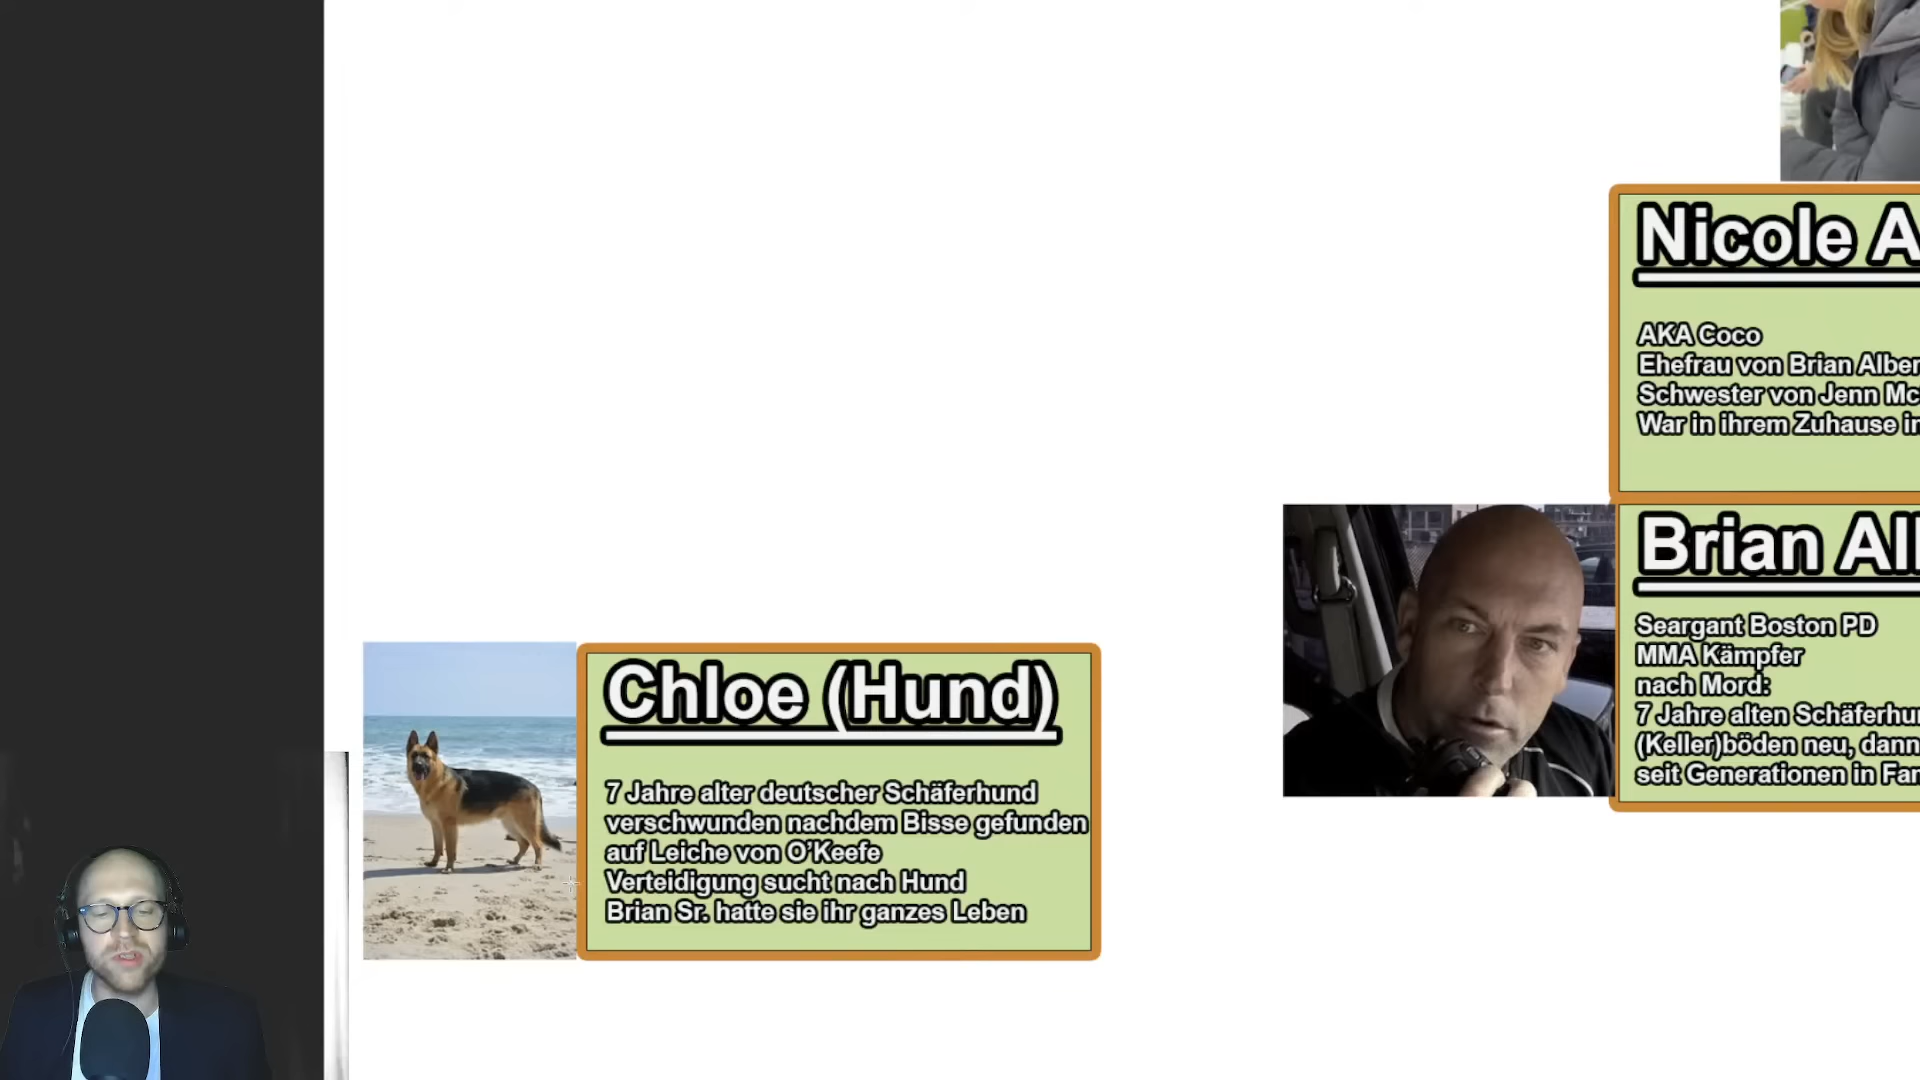 Nicole A
AKA Coco
Ehefrau von Brian Alber
Schwester von Jenn Mc
War in ihrem Zuhause in
Brian Al
Seargant Boston PD
MMA Kämpfer
nach Mord:
7 Jahre alten Schäferhu
(Keller)böden neu, dann
seit Generationen in Fam
Chloe (Hund)
7 Jahre alter deutscher Schäferhund
verschwunden nachdem Bisse gefunden
auf Leiche von O'Keefe
Verteidigung sucht nach Hund
Brian Sr. hatte sie ihr ganzes Leben